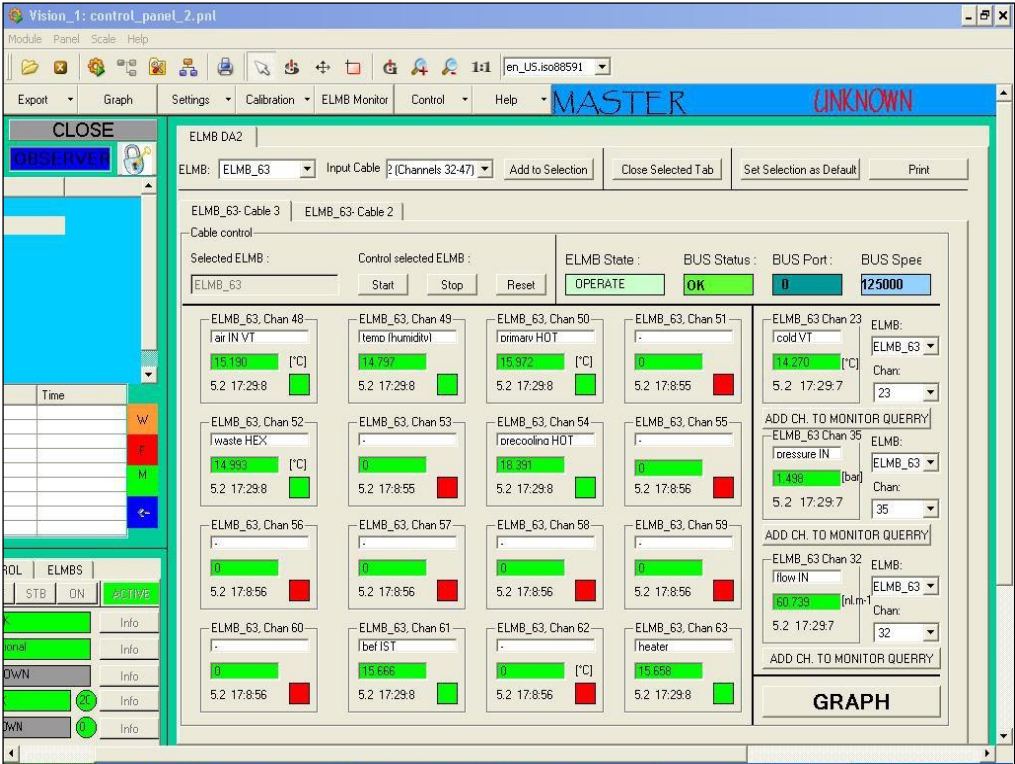 Vision_1: control_panel_2.pnl
Module Panel Scale Help
1:1 en_US.iso88591
Export Graph Settings Calibration ELMB Monitor Control Help MASTER UNKNOWN
CLOSE
OBSERVER
ELMB DA2
ELMB: ELMB_63 Input Cable 2 (Channels 32-47) Add to Selection Close Selected Tab Set Selection as Default Print
ELMB_63- Cable 3 ELMB_63- Cable 2
Cable control
Selected ELMB : Control selected ELMB : ELMB State : BUS Status : BUS Port : BUS Spee
ELMB_63 Start Stop Reset OPERATE OK 0 125000
ELMB_63, Chan 48 ELMB_63, Chan 49 ELMB_63, Chan 50 ELMB_63, Chan 51
air IN VT temp (humidity) primary HOT -
15.190 [°C] 14.797 15.972 [°C] 0
5.2 17:29:8 5.2 17:29:8 5.2 17:29:8 5.2 17:8:55
ELMB_63, Chan 52 ELMB_63, Chan 53 ELMB_63, Chan 54 ELMB_63, Chan 55
waste HEX - precooling HOT -
14.993 [°C] 0 18.391 0
5.2 17:29:8 5.2 17:8:55 5.2 17:29:8 5.2 17:8:56
ELMB_63, Chan 56 ELMB_63, Chan 57 ELMB_63, Chan 58 ELMB_63, Chan 59
- - - -
0 0 0 0
5.2 17:8:56 5.2 17:8:56 5.2 17:8:56 5.2 17:8:56
ELMB_63, Chan 60 ELMB_63, Chan 61 ELMB_63, Chan 62 ELMB_63, Chan 63
- bef IST - heater
0 15.666 0 [°C] 15.658
5.2 17:8:56 5.2 17:29:8 5.2 17:8:56 5.2 17:29:8
ELMB_63 Chan 23 ELMB:
cold VT ELMB_63
14.270 [°C] Chan:
5.2 17:29:7 23
ADD CH. TO MONITOR QUERRY
ELMB_63 Chan 35 ELMB:
pressure IN ELMB_63
1.498 [bar] Chan:
5.2 17:29:7 35
ADD CH. TO MONITOR QUERRY
ELMB_63 Chan 32 ELMB:
flow IN ELMB_63
60.739 [nl.m-1 Chan:
5.2 17:29:7 32
ADD CH. TO MONITOR QUERRY
GRAPH
Time
W
F
M
<-
ROL ELMBS
STB ON ACTIVE
K Info
ional Info
OWN Info
20 Info
OWN 0 Info